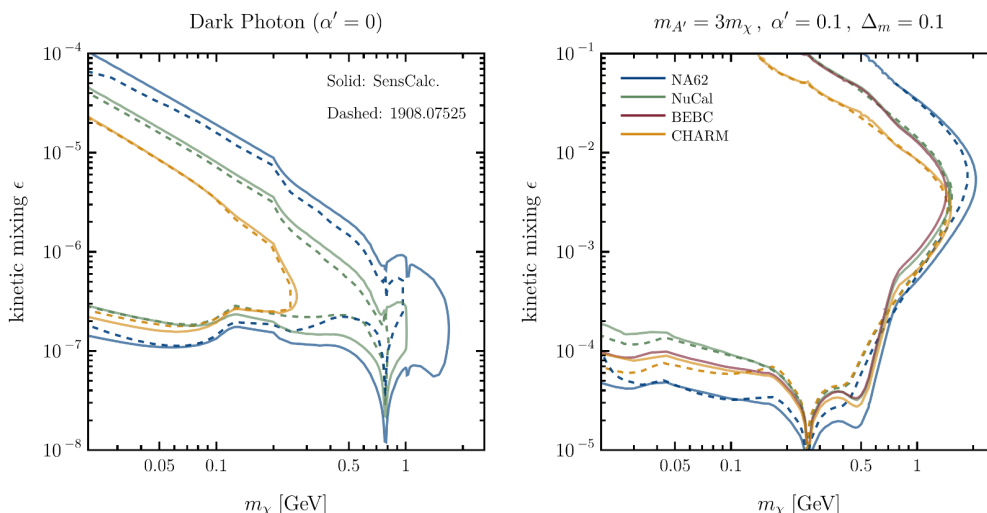 Dark Photon (α′ = 0)
10⁻⁴
10⁻⁵
10⁻⁶
10⁻⁷
10⁻⁸
kinetic mixing ϵ
Solid: SensCalc.
Dashed: 1908.07525
0.05 0.1 0.5 1
m_χ [GeV]
m_{A′} = 3m_χ, α′ = 0.1, Δ_m = 0.1
10⁻¹
10⁻²
10⁻³
10⁻⁴
10⁻⁵
kinetic mixing ϵ
NA62
NuCal
BEBC
CHARM
0.05 0.1 0.5 1
m_χ [GeV]